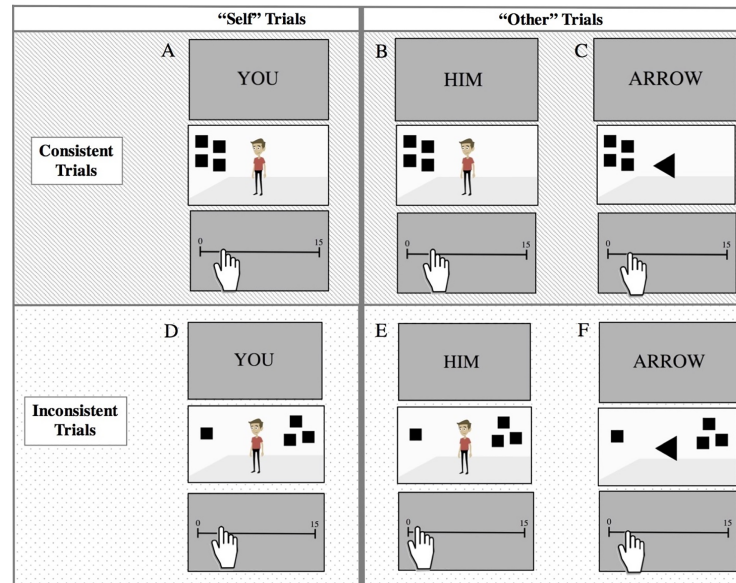 “Self” Trials
“Other” Trials
A
B
C
YOU
HIM
ARROW
Consistent
Trials
0 15
0 15
0 15
D
E
F
YOU
HIM
ARROW
Inconsistent
Trials
0 15
0 15
0 15